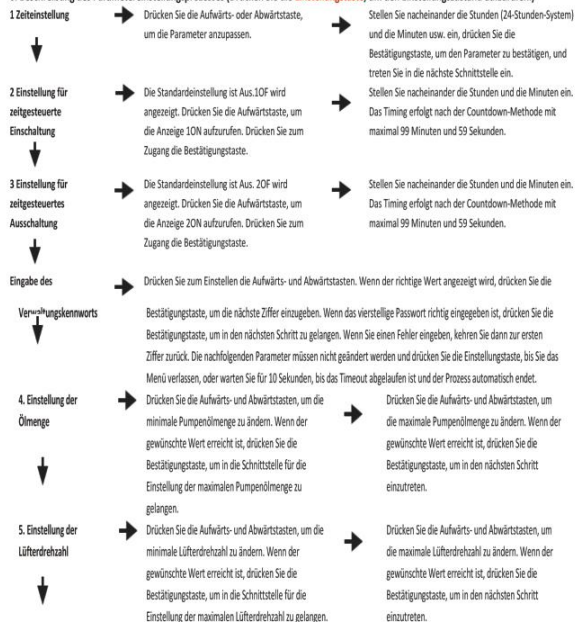 1 Zeiteinstellung
Drücken Sie die Aufwärts- oder Abwärtstaste,
um die Parameter anzupassen.
Stellen Sie nacheinander die Stunden (24-Stunden-System)
und die Minuten usw. ein, drücken Sie die
Bestätigungstaste, um den Parameter zu bestätigen, und
treten Sie in die nächste Schnittstelle ein.
2 Einstellung für
zeitgesteuerte
Einschaltung
Die Standardeinstellung ist Aus.1OF wird
angezeigt. Drücken Sie die Aufwärtstaste, um
die Anzeige 1ON aufzurufen. Drücken Sie zum
Zugang die Bestätigungstaste.
Stellen Sie nacheinander die Stunden und die Minuten ein.
Das Timing erfolgt nach der Countdown-Methode mit
maximal 99 Minuten und 59 Sekunden.
3 Einstellung für
zeitgesteuertes
Ausschaltung
Die Standardeinstellung ist Aus. 2OF wird
angezeigt. Drücken Sie die Aufwärtstaste, um
die Anzeige 2ON aufzurufen. Drücken Sie zum
Zugang die Bestätigungstaste.
Stellen Sie nacheinander die Stunden und die Minuten ein.
Das Timing erfolgt nach der Countdown-Methode mit
maximal 99 Minuten und 59 Sekunden.
Eingabe des
Verwaltungskennworts
Drücken Sie zum Einstellen die Aufwärts- und Abwärtstasten. Wenn der richtige Wert angezeigt wird, drücken Sie die
Bestätigungstaste, um die nächste Ziffer einzugeben. Wenn das vierstellige Passwort richtig eingegeben ist, drücken Sie die
Bestätigungstaste, um in den nächsten Schritt zu gelangen. Wenn Sie einen Fehler eingeben, kehren Sie dann zur ersten
Ziffer zurück. Die nachfolgenden Parameter müssen nicht geändert werden und drücken Sie die Einstellungstaste, bis Sie das
Menü verlassen, oder warten Sie für 10 Sekunden, bis das Timeout abgelaufen ist und der Prozess automatisch endet.
4. Einstellung der
Ölmenge
Drücken Sie die Aufwärts- und Abwärtstasten, um die
minimale Pumpenölmenge zu ändern. Wenn der
gewünschte Wert erreicht ist, drücken Sie die
Bestätigungstaste, um in die Schnittstelle für die
Einstellung der maximalen Pumpenölmenge zu
gelangen.
Drücken Sie die Aufwärts- und Abwärtstasten, um
die maximale Pumpenölmenge zu ändern. Wenn der
gewünschte Wert erreicht ist, drücken Sie die
Bestätigungstaste, um in den nächsten Schritt
einzutreten.
5. Einstellung der
Lüfterdrehzahl
Drücken Sie die Aufwärts- und Abwärtstasten, um die
minimale Lüfterdrehzahl zu ändern. Wenn der
gewünschte Wert erreicht ist, drücken Sie die
Bestätigungstaste, um in die Schnittstelle für die
Einstellung der maximalen Lüfterdrehzahl zu gelangen.
Drücken Sie die Aufwärts- und Abwärtstasten, um
die maximale Lüfterdrehzahl zu ändern. Wenn der
gewünschte Wert erreicht ist, drücken Sie die
Bestätigungstaste, um in den nächsten Schritt
einzutreten.